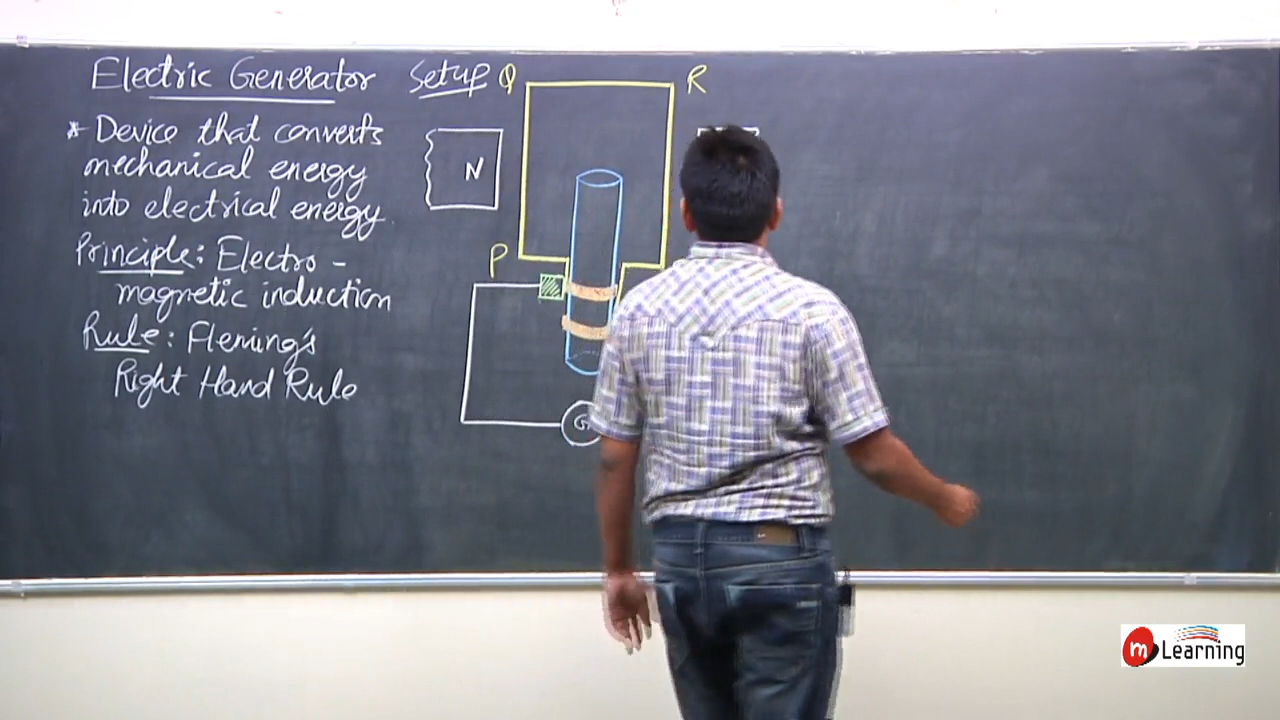 Electric Generator
* Device that converts
mechanical energy
into electrical energy.
Principle: Electro-
magnetic induction
Rule: Fleming's
Right Hand Rule
Setup
Q
R
N
P
G
m Learning